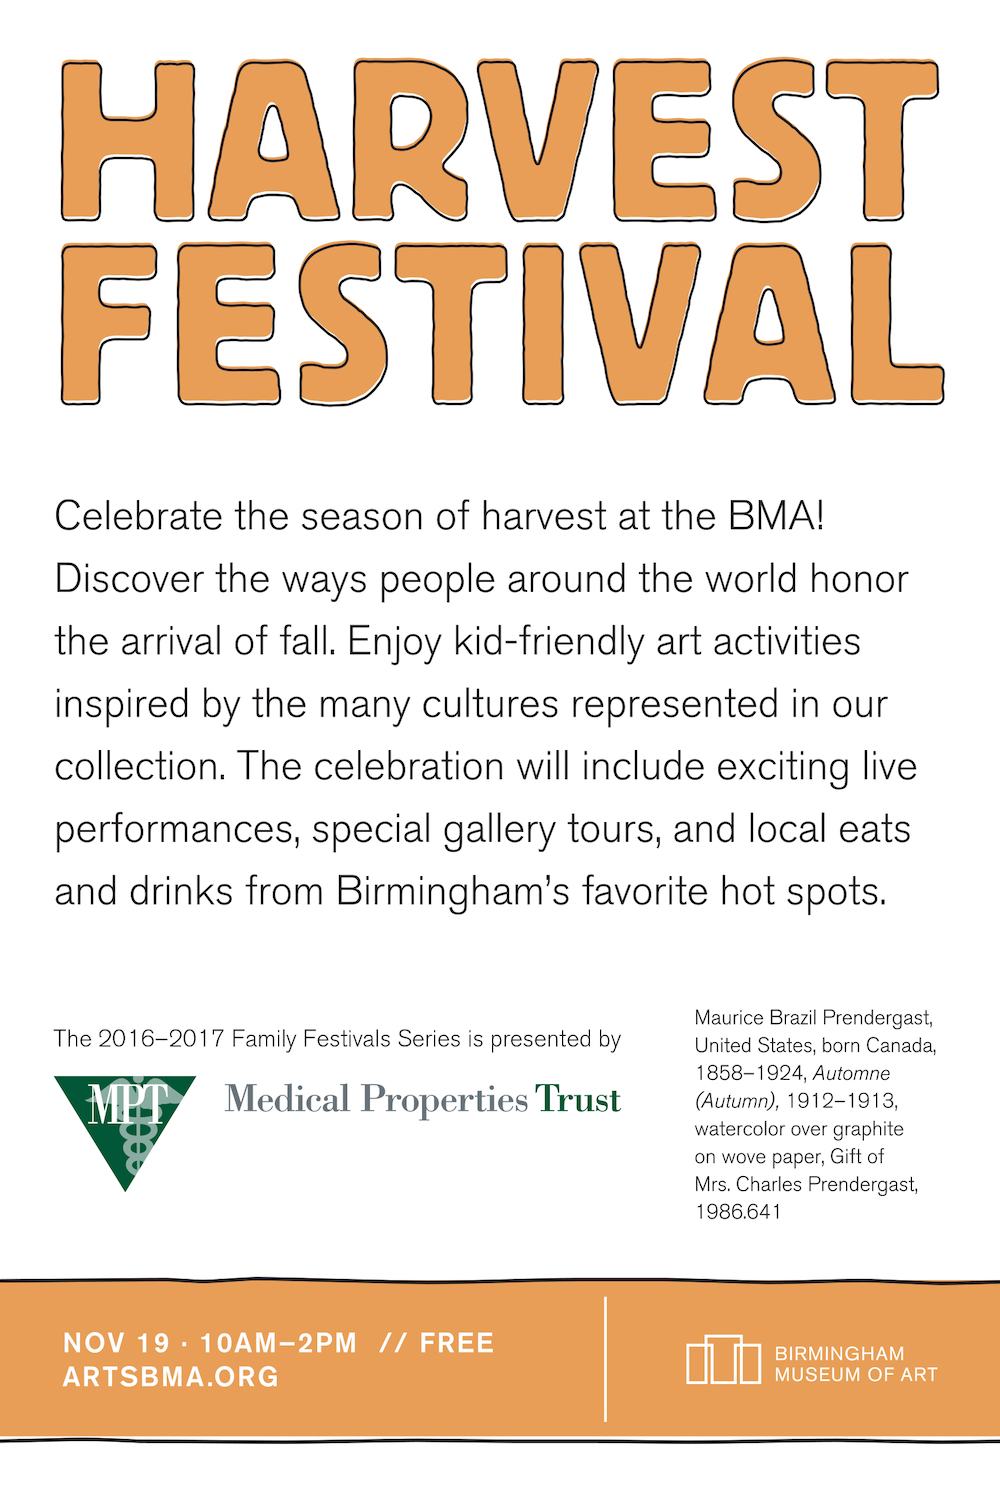 HARVEST
FESTIVAL
Celebrate the season of harvest at the BMA!
Discover the ways people around the world honor
the arrival of fall. Enjoy kid-friendly art activities
inspired by the many cultures represented in our
collection. The celebration will include exciting live
performances, special gallery tours, and local eats
and drinks from Birmingham’s favorite hot spots.
The 2016–2017 Family Festivals Series is presented by
MPT
Medical Properties Trust
Maurice Brazil Prendergast,
United States, born Canada,
1858–1924, Automne
(Autumn), 1912–1913,
watercolor over graphite
on wove paper, Gift of
Mrs. Charles Prendergast,
1986.641
NOV 19 · 10AM–2PM // FREE
ARTSBMA.ORG
BIRMINGHAM
MUSEUM OF ART